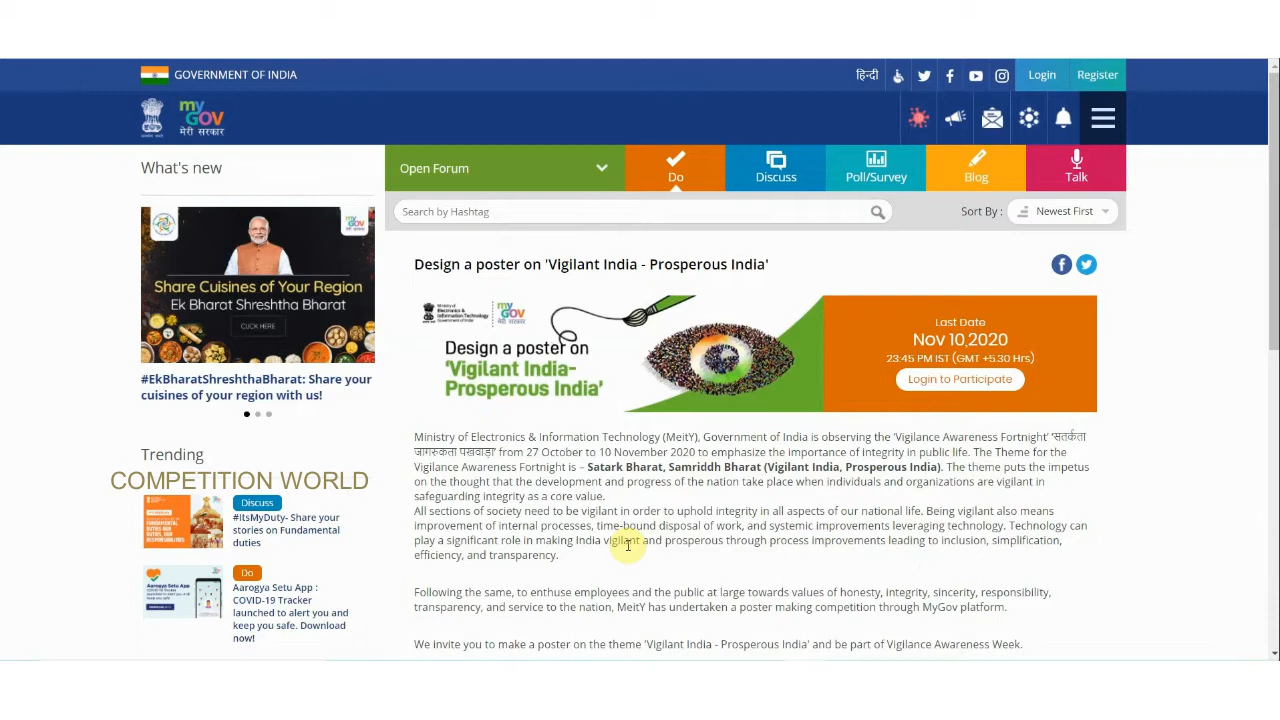 GOVERNMENT OF INDIA
हिन्दी
Login
Register
my
GOV
मेरी सरकार
What's new
Open Forum
Do
Discuss
Poll/Survey
Blog
Talk
Search by Hashtag
Sort By :
Newest First
Share Cuisines of Your Region
Ek Bharat Shreshtha Bharat
CLICK HERE
#EkBharatShreshthaBharat: Share your
cuisines of your region with us!
Design a poster on 'Vigilant India - Prosperous India'
Ministry of
Electronics &
Information Technology
Government of India
my
GOV
मेरी सरकार
Design a poster on
'Vigilant India-
Prosperous India'
Last Date
Nov 10,2020
23:45 PM IST (GMT +5.30 Hrs)
Login to Participate
Ministry of Electronics & Information Technology (MeitY), Government of India is observing the 'Vigilance Awareness Fortnight' 'सतर्कता
जागरुकता पखवाड़ा' from 27 October to 10 November 2020 to emphasize the importance of integrity in public life. The Theme for the
Vigilance Awareness Fortnight is – Satark Bharat, Samriddh Bharat (Vigilant India, Prosperous India). The theme puts the impetus
on the thought that the development and progress of the nation take place when individuals and organizations are vigilant in
safeguarding integrity as a core value.
All sections of society need to be vigilant in order to uphold integrity in all aspects of our national life. Being vigilant also means
improvement of internal processes, time-bound disposal of work, and systemic improvements leveraging technology. Technology can
play a significant role in making India vigilant and prosperous through process improvements leading to inclusion, simplification,
efficiency, and transparency.
Following the same, to enthuse employees and the public at large towards values of honesty, integrity, sincerity, responsibility,
transparency, and service to the nation, MeitY has undertaken a poster making competition through MyGov platform.
We invite you to make a poster on the theme 'Vigilant India - Prosperous India' and be part of Vigilance Awareness Week.
Trending
COMPETITION WORLD
Discuss
#ItsMyDuty- Share your
stories on Fundamental
duties
Do
Aarogya Setu App :
COVID-19 Tracker
launched to alert you and
keep you safe. Download
now!